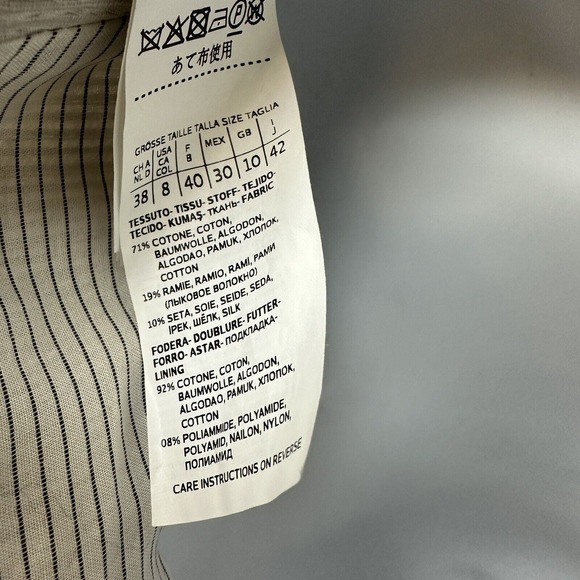 あて布使用
GRÖSSE TAILLE TALLA SIZE TAGLIA
CH A NL D
USA CA COL
F B
MEX
GB
I J
38 8 40 30 10 42
TESSUTO- TISSU- STOFF- TEJIDO-
TECIDO- KUMAŞ- ТКАНЬ- FABRIC
71% COTONE, COTON,
BAUMWOLLE, ALGODON,
ALGODAO, PAMUK, ХЛОПОК,
COTTON
19% RAMIE, RAMIO, RAMI, РАМИ
(ЛЫКОВОЕ ВОЛОКНО)
10% SETA, SOIE, SEIDE, SEDA,
IPEK, ШЁЛК, SILK
FODERA- DOUBLURE- FUTTER-
FORRO- ASTAR- ПОДКЛАДКА-
LINING
92% COTONE, COTON,
BAUMWOLLE, ALGODON,
ALGODAO, PAMUK, ХЛОПОК,
COTTON
08% POLIAMMIDE, POLYAMIDE,
POLYAMID, NAILON, NYLON,
ПОЛИАМИД
CARE INSTRUCTIONS ON REVERSE